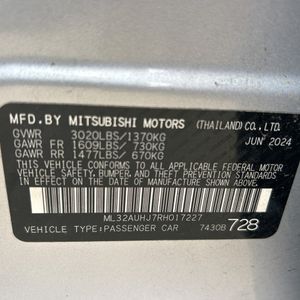 MFD.BY MITSUBISHI MOTORS (THAILAND) CO., LTD.
GVWR 3020LBS/1370KG JUN 2024
GAWR FR 1609LBS/ 730KG
GAWR RR 1477LBS/ 670KG
THIS VEHICLE CONFORMS TO ALL APPLICABLE FEDERAL
MOTOR VEHICLE SAFETY, BUMPER, AND THEFT PREVENTION
STANDARDS IN EFFECT ON THE DATE OF MANUFACTURE SHOWN ABOVE.
ML32AUHJ7RH017227
VEHICLE TYPE:PASSENGER CAR 7430B 728